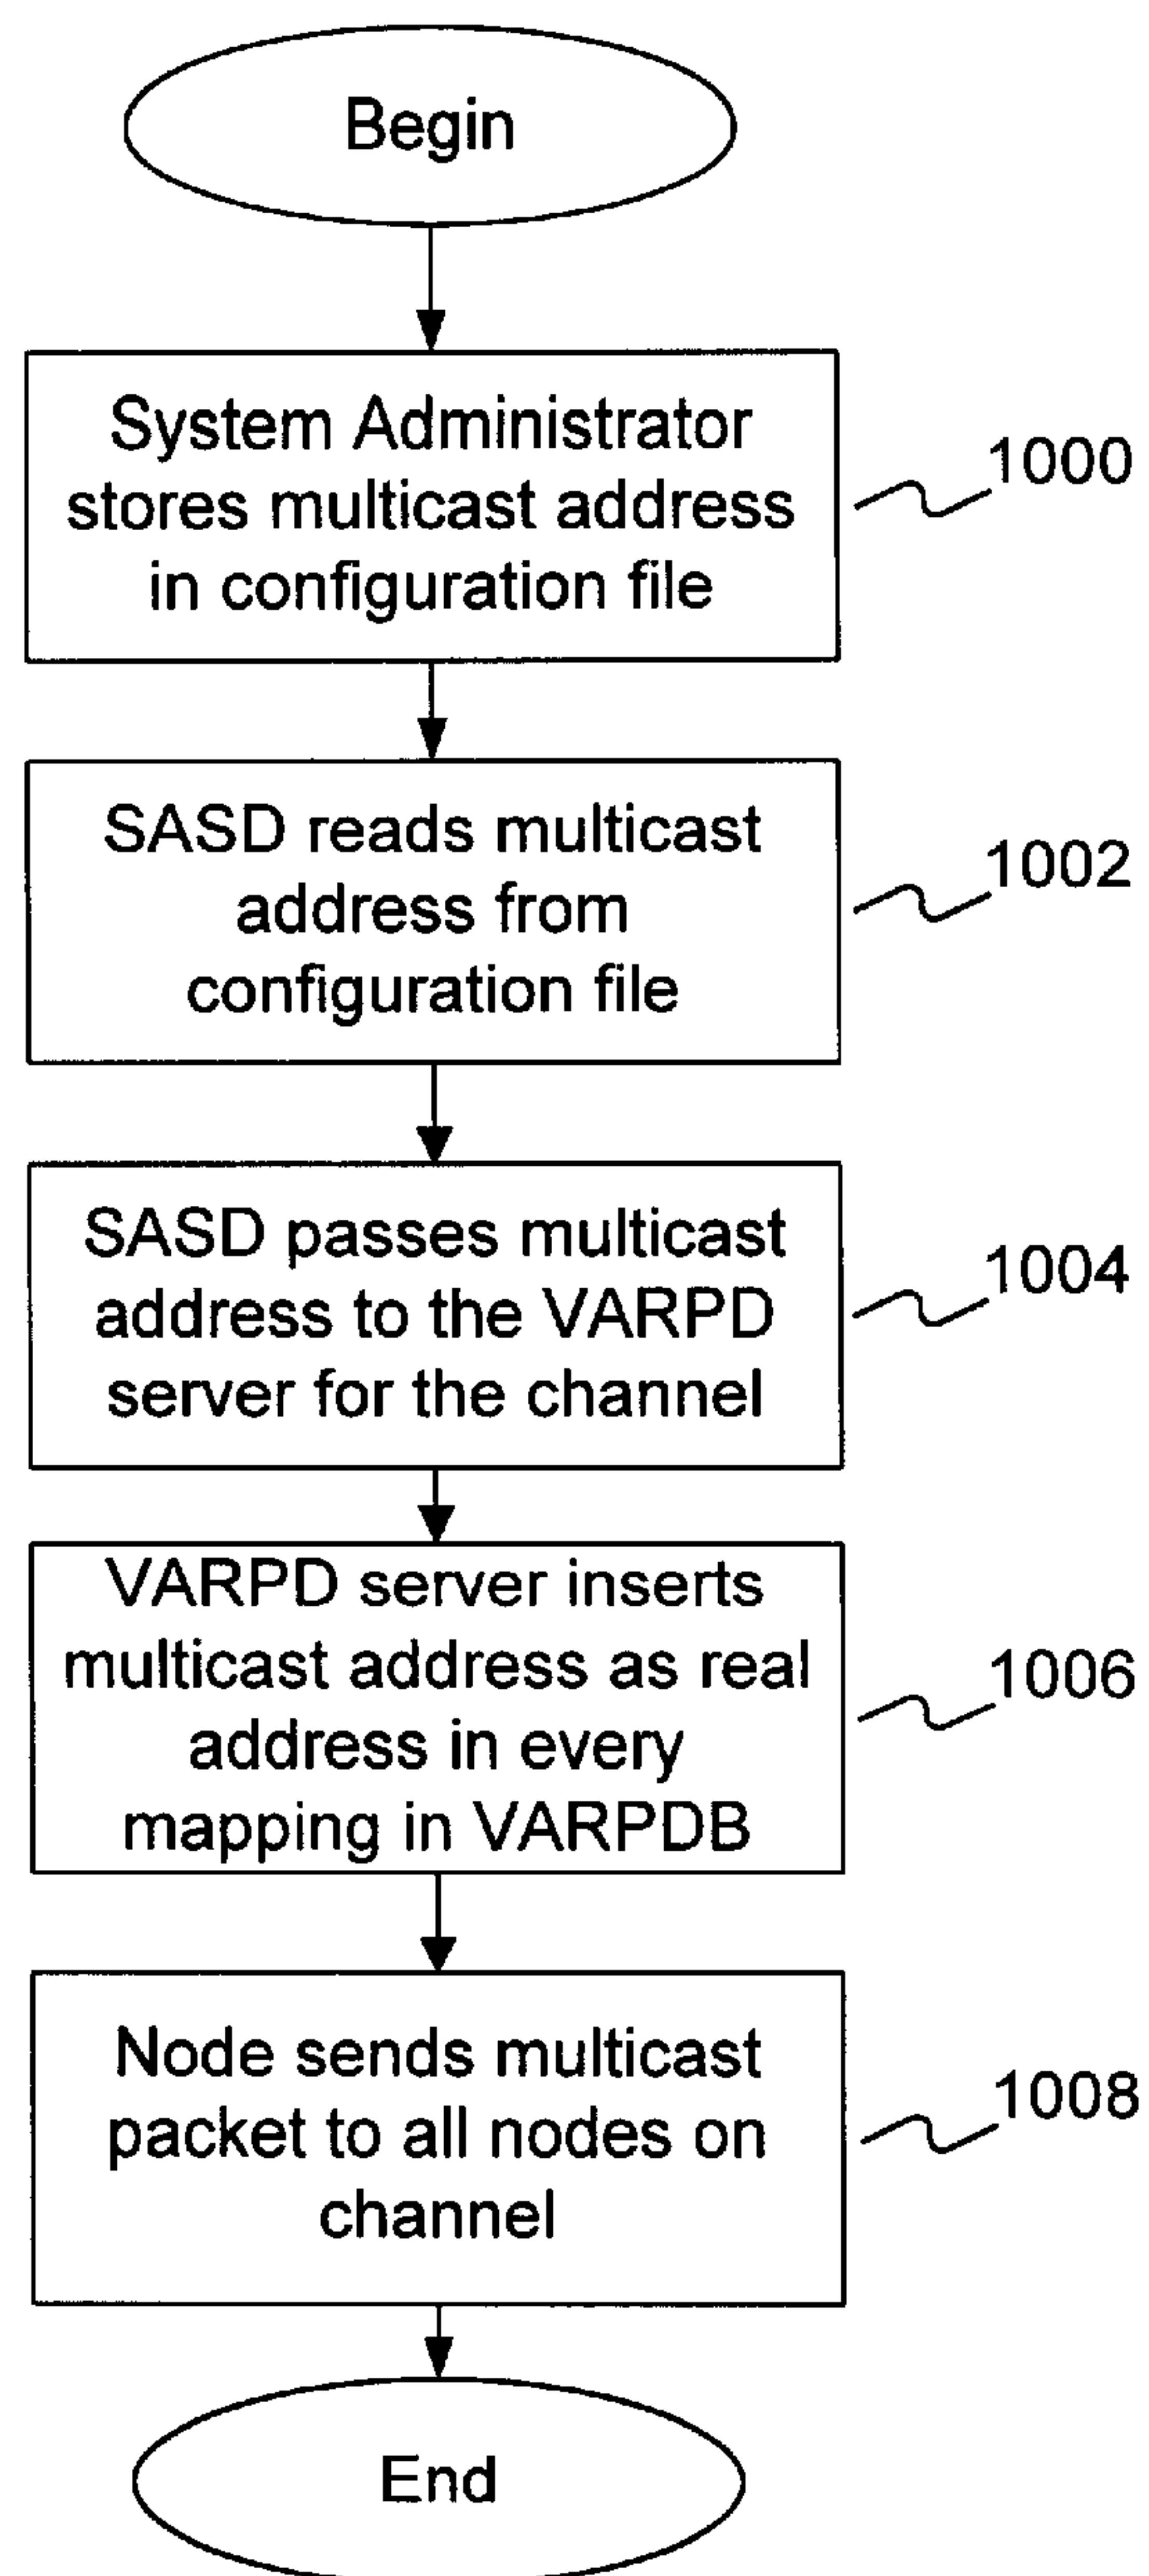 Begin
System Administrator
stores multicast address
in configuration file
1000
SASD reads multicast
address from
configuration file
1002
SASD passes multicast
address to the VARPD
server for the channel
1004
VARPD server inserts
multicast address as real
address in every
mapping in VARPDB
1006
Node sends multicast
packet to all nodes on
channel
1008
End